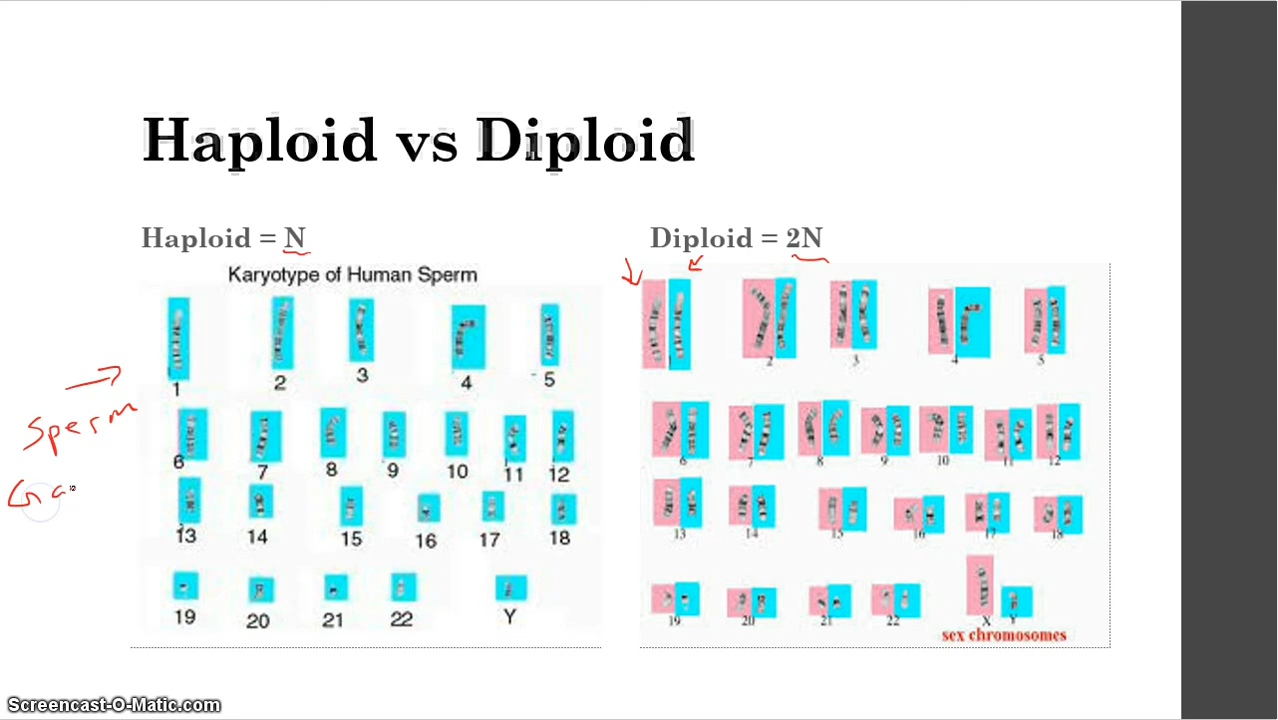 Haploid vs Diploid
Haploid = N
Karyotype of Human Sperm
1 2 3 4 5
6 7 8 9 10 11 12
13 14 15 16 17 18
19 20 21 22 Y
Sperm
Ga
Diploid = 2N
1 2 3 4 5
6 7 8 9 10 11 12
13 14 15 16 17 18
19 20 21 22 X Y
sex chromosomes
Screencast-O-Matic.com